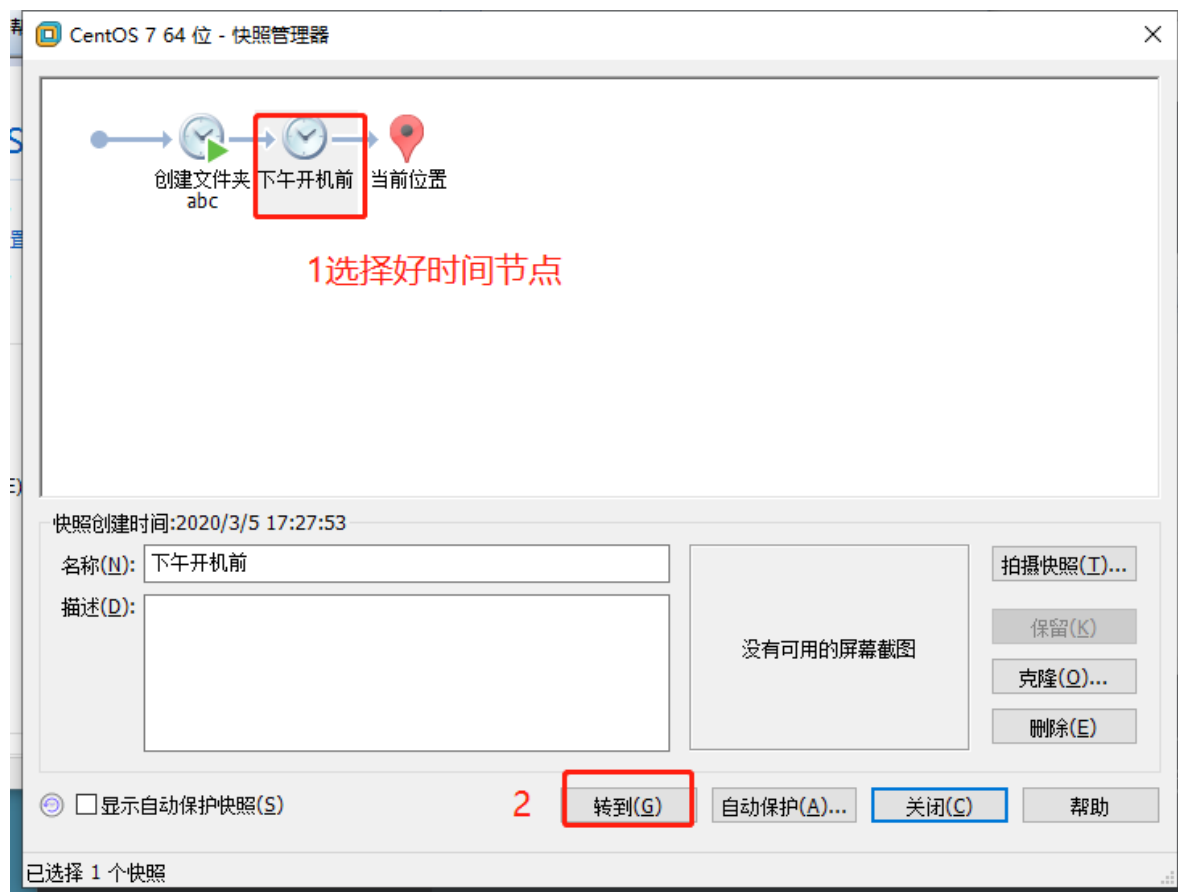 CentOS 7 64 位 - 快照管理器
创建文件夹
abc
下午开机前
当前位置
1选择好时间节点
快照创建时间:2020/3/5 17:27:53
名称(N):
下午开机前
拍摄快照(T)...
描述(D):
没有可用的屏幕截图
保留(K)
克隆(O)...
删除(E)
显示自动保护快照(S)
2
转到(G)
自动保护(A)...
关闭(C)
帮助
已选择 1 个快照